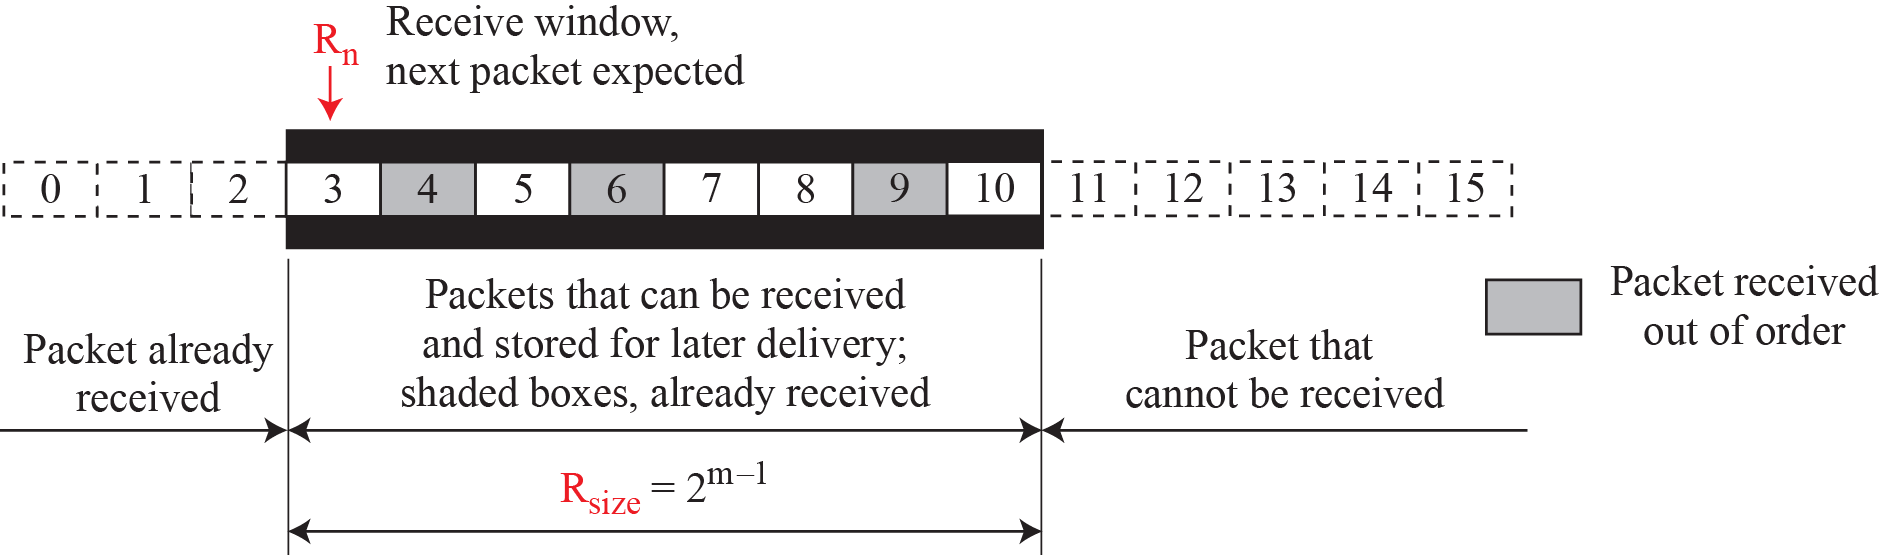 Rn
Receive window,
next packet expected
0 1 2 3 4 5 6 7 8 9 10 11 12 13 14 15
Packet already
received
Packets that can be received
and stored for later delivery;
shaded boxes, already received
Packet that
cannot be received
Packet received
out of order
Rsize = 2^m–1